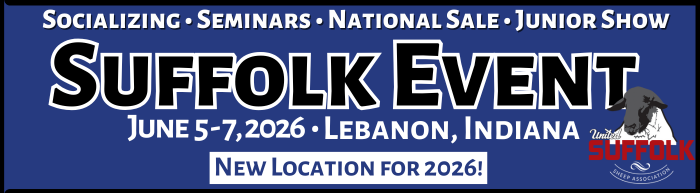 Socializing • Seminars • National Sale • Junior Show
Suffolk Event
June 5-7, 2026 • Lebanon, Indiana
New Location for 2026!
United
SUFFOLK
SHEEP ASSOCIATION